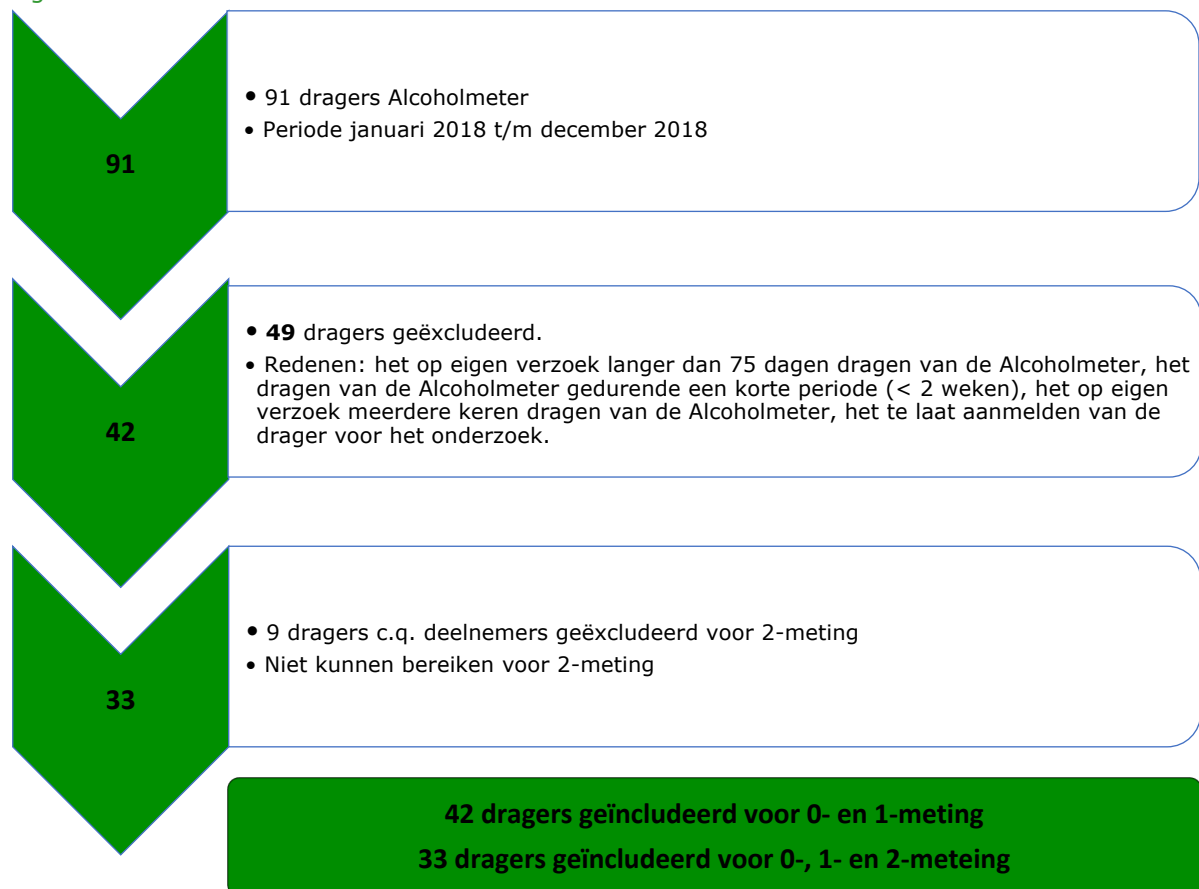 91
• 91 dragers Alcoholmeter
• Periode januari 2018 t/m december 2018
42
• 49 dragers geëxcludeerd.
• Redenen: het op eigen verzoek langer dan 75 dagen dragen van de Alcoholmeter, het
dragen van de Alcoholmeter gedurende een korte periode (< 2 weken), het op eigen
verzoek meerdere keren dragen van de Alcoholmeter, het te laat aanmelden van de
drager voor het onderzoek.
33
• 9 dragers c.q. deelnemers geëxcludeerd voor 2-meting
• Niet kunnen bereiken voor 2-meting
42 dragers geïncludeerd voor 0- en 1-meting
33 dragers geïncludeerd voor 0-, 1- en 2-meteing